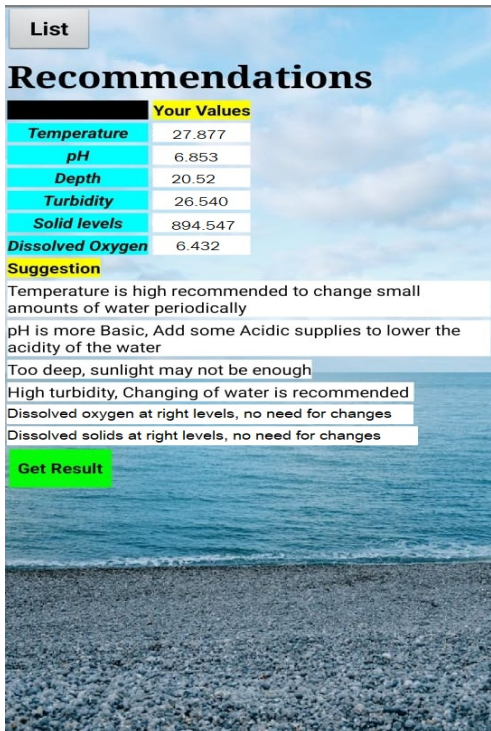 List
Recommendations
Your Values
Temperature 27.877
pH 6.853
Depth 20.52
Turbidity 26.540
Solid levels 894.547
Dissolved Oxygen 6.432
Suggestion
Temperature is high recommended to change small
amounts of water periodically
pH is more Basic, Add some Acidic supplies to lower the
acidity of the water
Too deep, sunlight may not be enough
High turbidity, Changing of water is recommended
Dissolved oxygen at right levels, no need for changes
Dissolved solids at right levels, no need for changes
Get Result